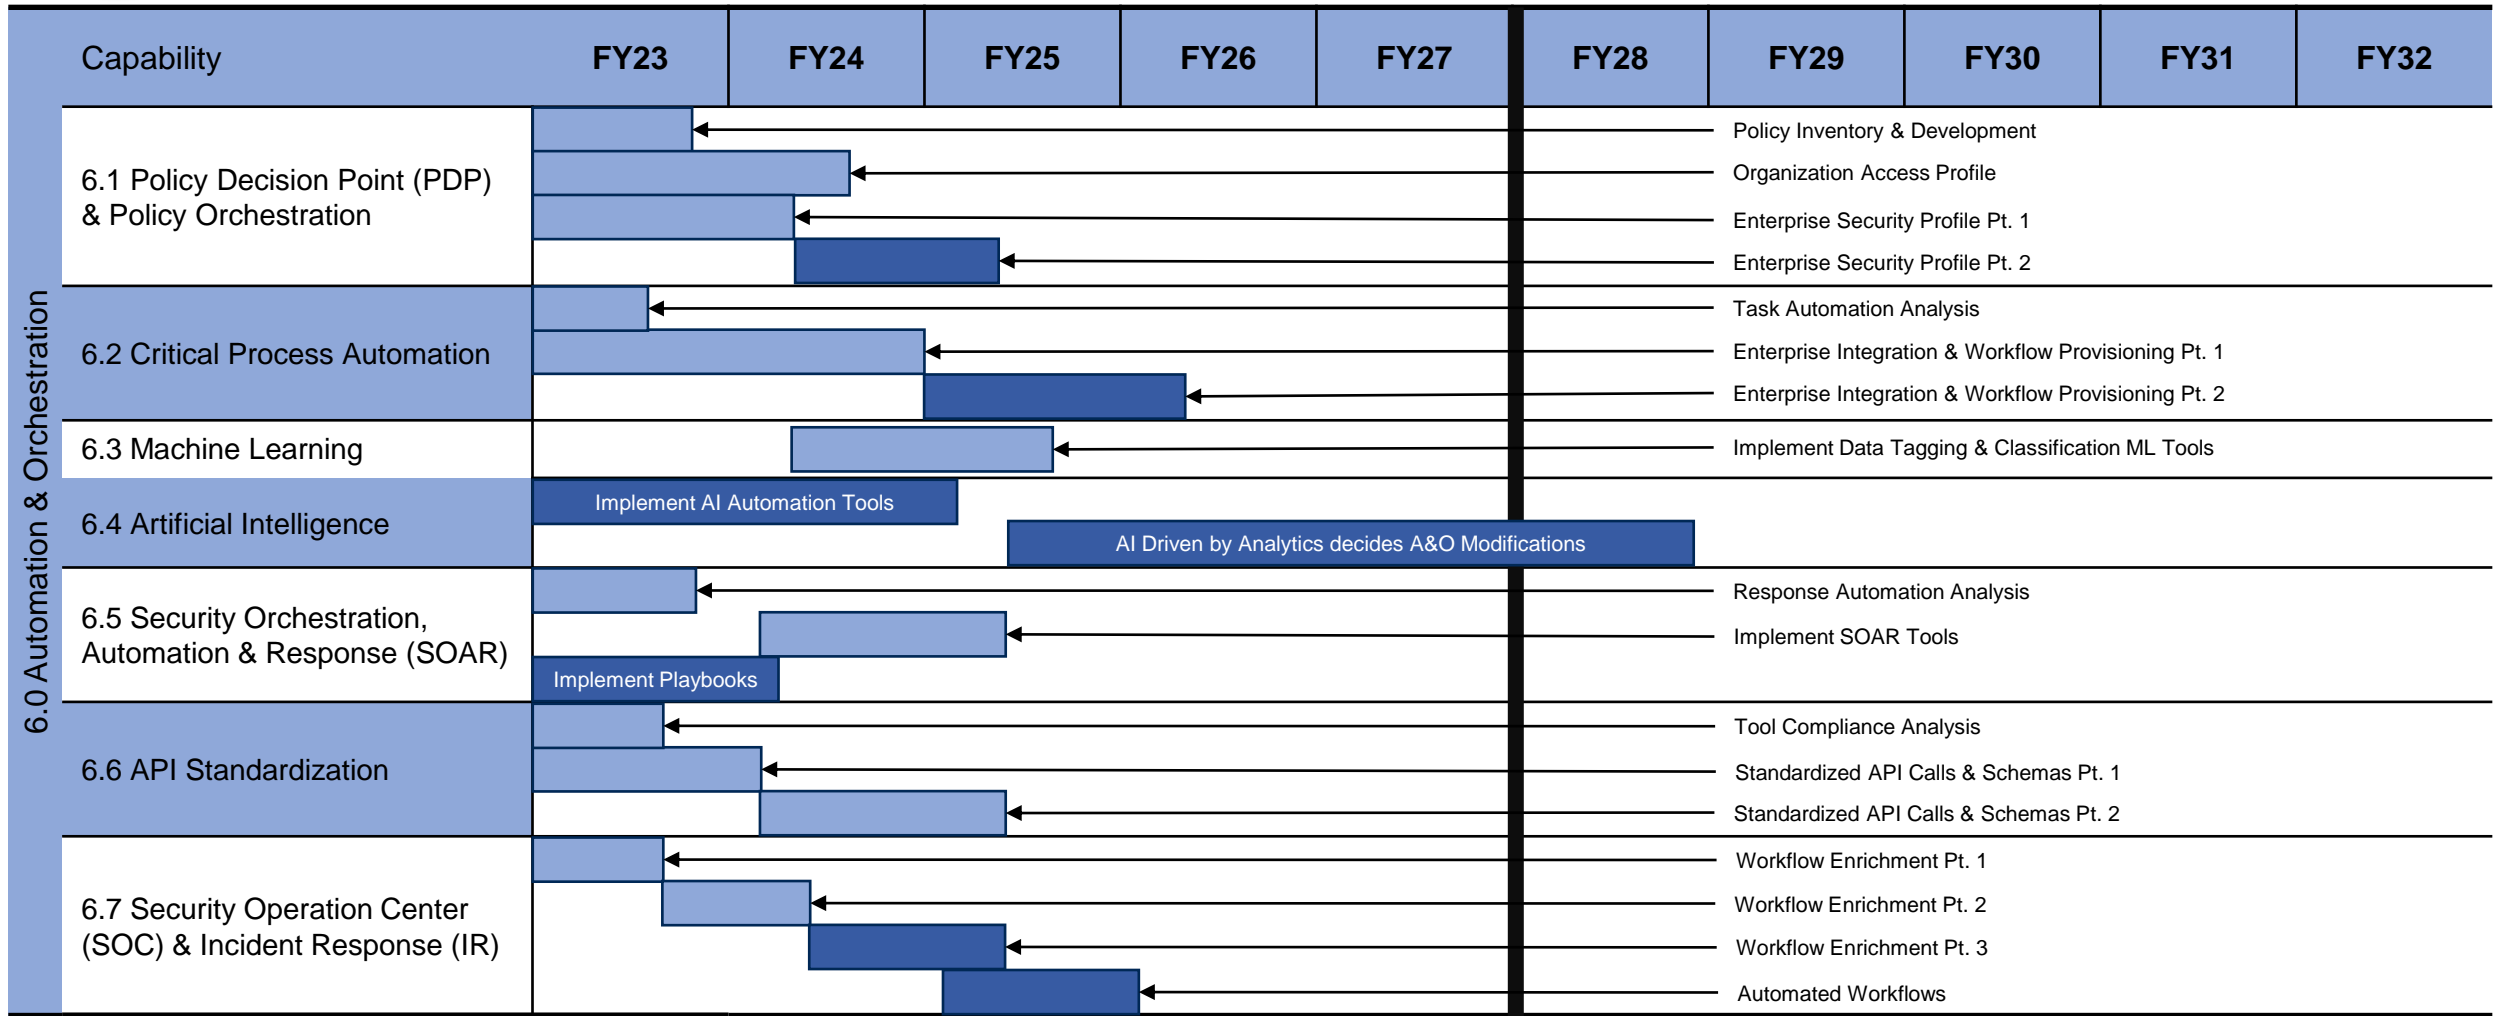 Capability
FY23
FY24
FY25
FY26
FY27
FY28
FY29
FY30
FY31
FY32
6.0 Automation & Orchestration
6.1 Policy Decision Point (PDP)
& Policy Orchestration
Policy Inventory & Development
Organization Access Profile
Enterprise Security Profile Pt. 1
Enterprise Security Profile Pt. 2
6.2 Critical Process Automation
Task Automation Analysis
Enterprise Integration & Workflow Provisioning Pt. 1
Enterprise Integration & Workflow Provisioning Pt. 2
6.3 Machine Learning
Implement Data Tagging & Classification ML Tools
6.4 Artificial Intelligence
Implement AI Automation Tools
AI Driven by Analytics decides A&O Modifications
6.5 Security Orchestration,
Automation & Response (SOAR)
Response Automation Analysis
Implement SOAR Tools
Implement Playbooks
6.6 API Standardization
Tool Compliance Analysis
Standardized API Calls & Schemas Pt. 1
Standardized API Calls & Schemas Pt. 2
6.7 Security Operation Center
(SOC) & Incident Response (IR)
Workflow Enrichment Pt. 1
Workflow Enrichment Pt. 2
Workflow Enrichment Pt. 3
Automated Workflows